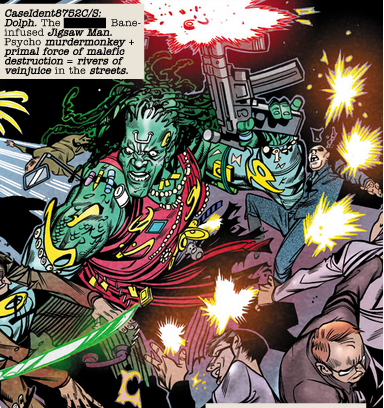 CaseIdent8752C/S;
Dolph. The Bane-
infused Jigsaw Man.
Psycho murdermonkey +
primal force of malefic
destruction = rivers of
veinjuice in the streets.